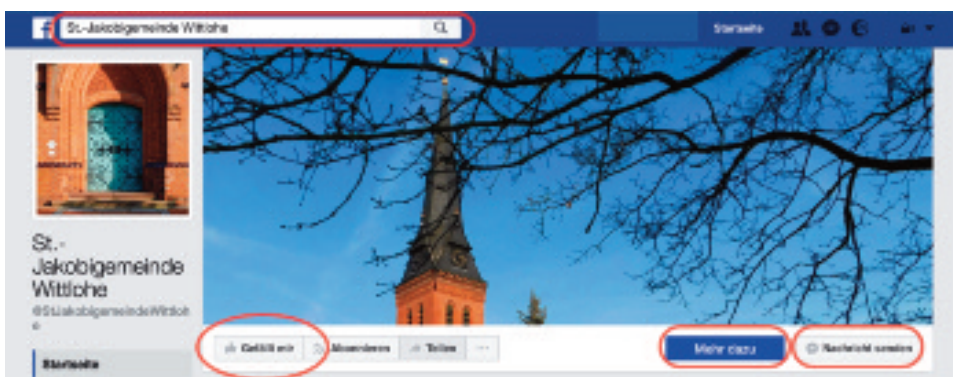 St.-Jakobigemeinde Wittlohe
Startseite
St.-
Jakobigemeinde
Wittlohe
@StJakobigemeindeWittloh
e
Startseite
Gefällt mir
Abonnieren
Teilen
Mehr dazu
Nachricht senden